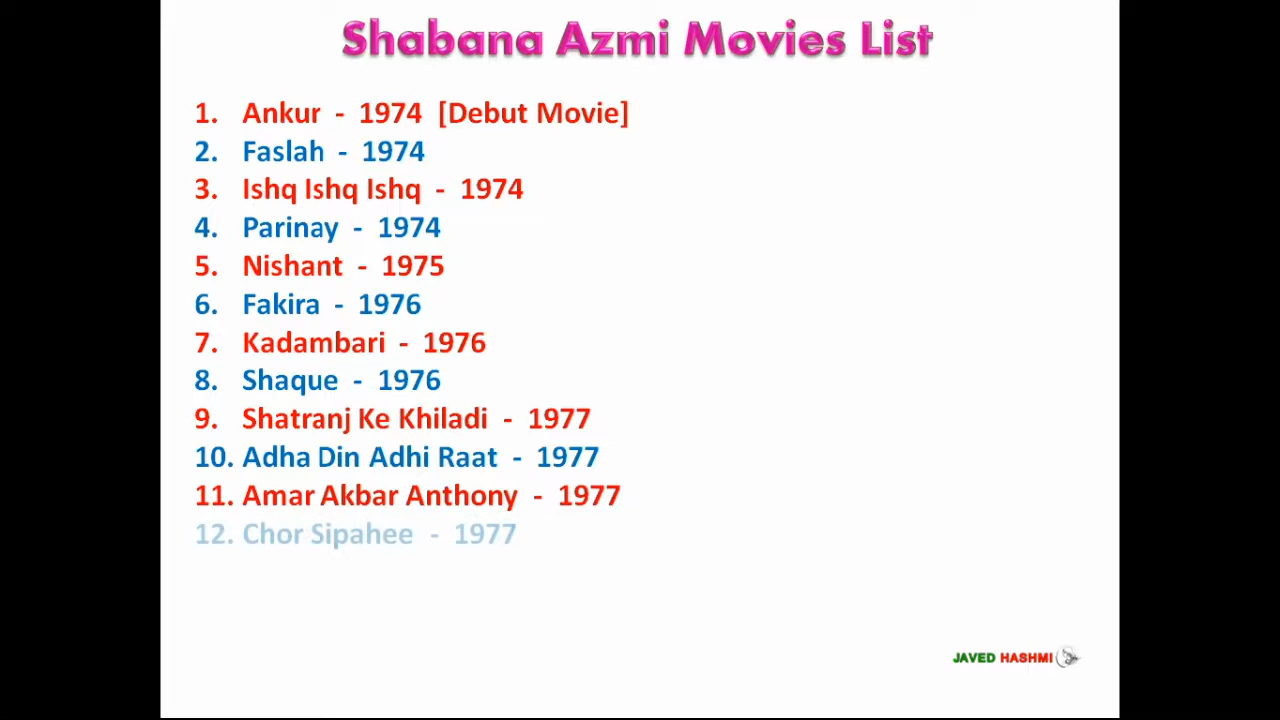 Shabana Azmi Movies List
1. Ankur - 1974 [Debut Movie]
2. Faslah - 1974
3. Ishq Ishq Ishq - 1974
4. Parinay - 1974
5. Nishant - 1975
6. Fakira - 1976
7. Kadambari - 1976
8. Shaque - 1976
9. Shatranj Ke Khiladi - 1977
10. Adha Din Adhi Raat - 1977
11. Amar Akbar Anthony - 1977
12. Chor Sipahee - 1977
JAVED HASHMI